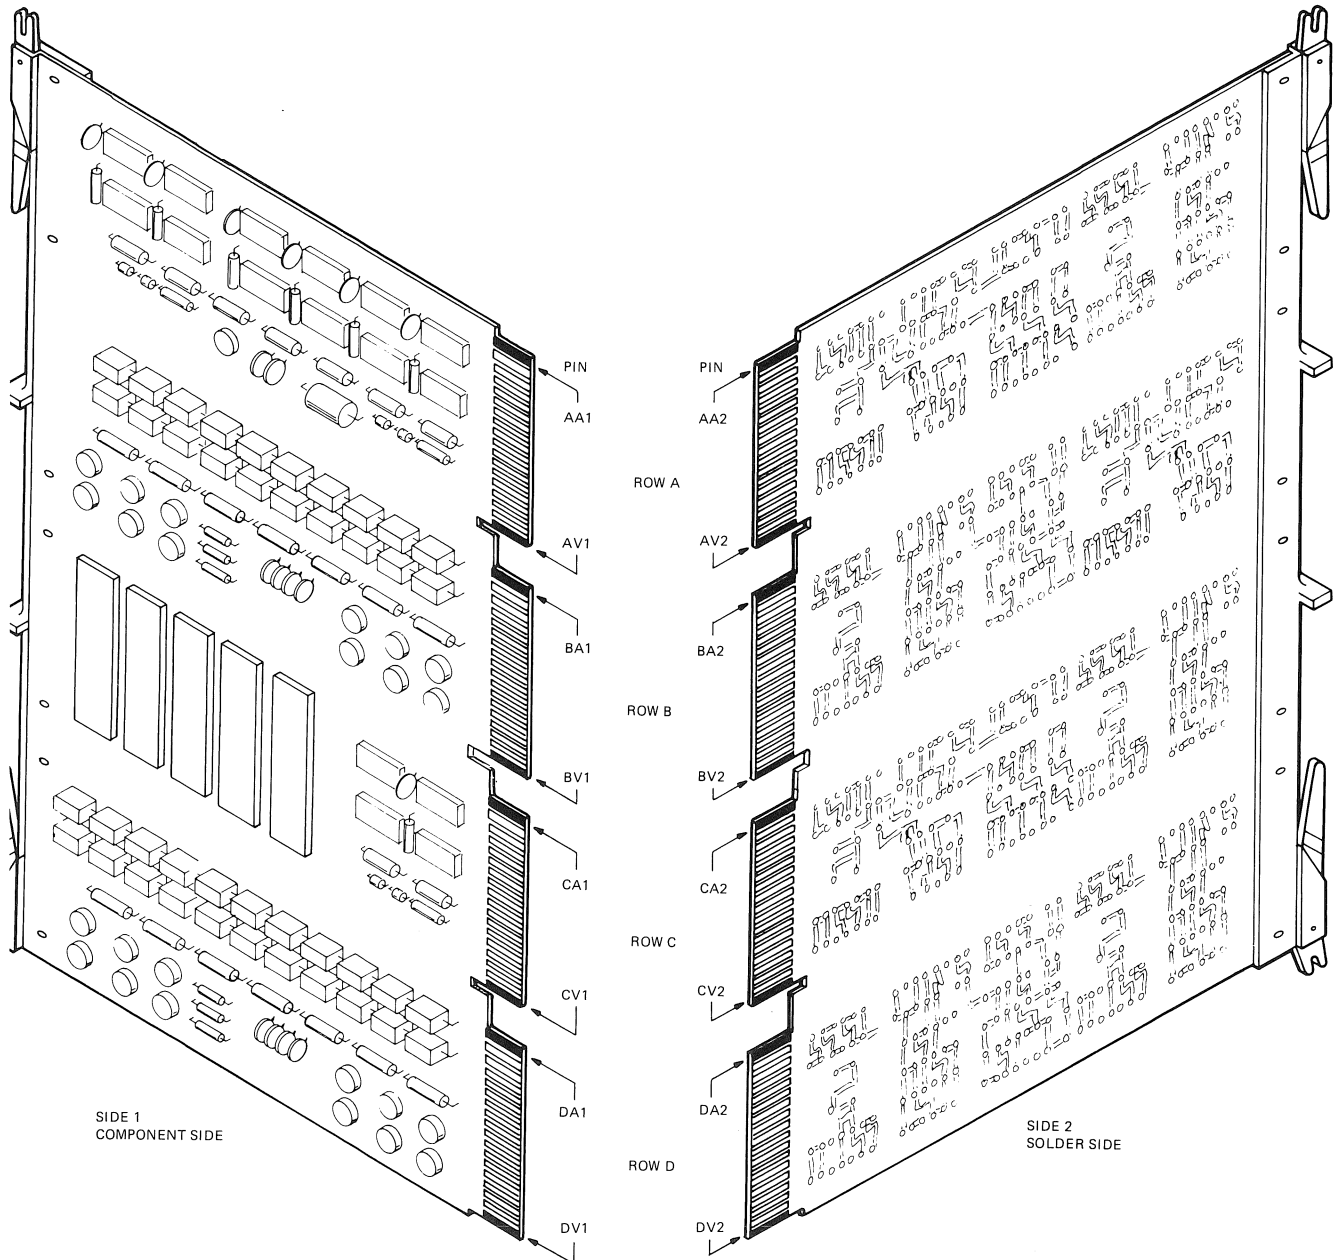 PIN
PIN
AA1
AA2
ROW A
AV1
AV2
BA1
BA2
ROW B
BV1
BV2
CA1
CA2
ROW C
CV1
CV2
DA1
DA2
SIDE 1
COMPONENT SIDE
SIDE 2
SOLDER SIDE
ROW D
DV1
DV2